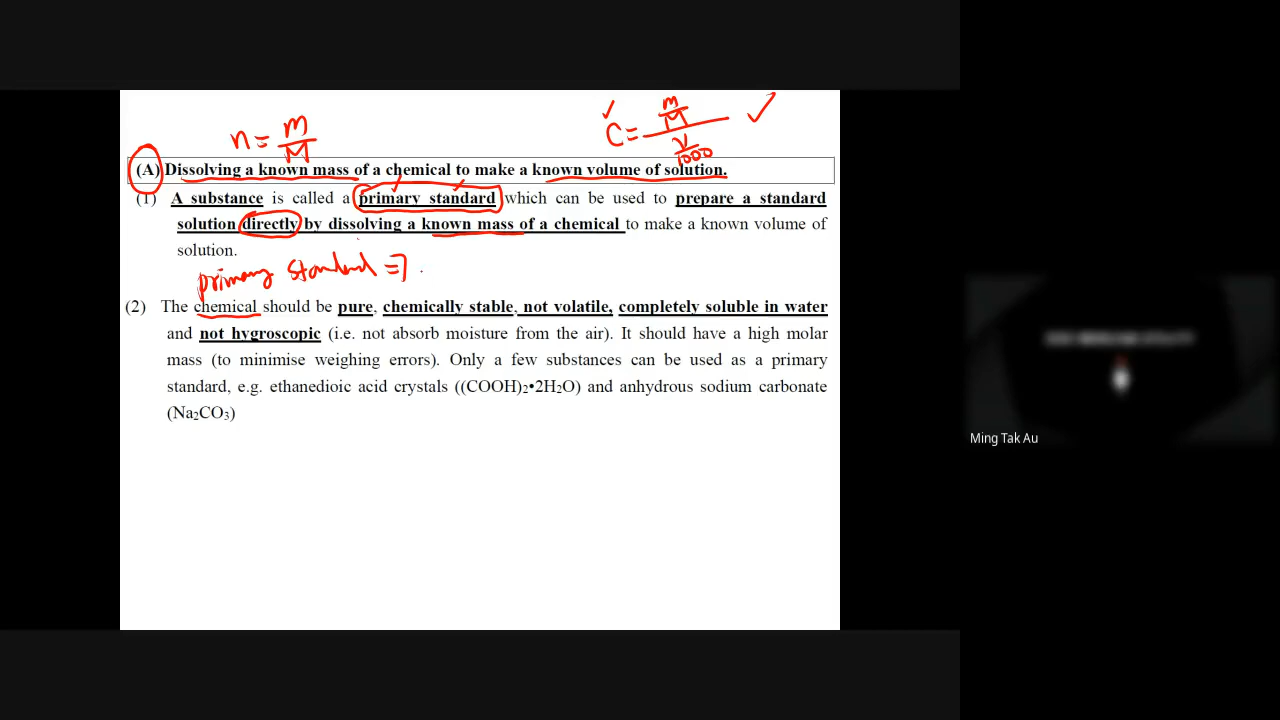 n = m/M
✓ C = (m/M)/(V/1000) ✓
(A) Dissolving a known mass of a chemical to make a known volume of solution.
(1) A substance is called a primary standard which can be used to prepare a standard
solution directly by dissolving a known mass of a chemical to make a known volume of
solution.
primary standard ⇒
(2) The chemical should be pure, chemically stable, not volatile, completely soluble in water
and not hygroscopic (i.e. not absorb moisture from the air). It should have a high molar
mass (to minimise weighing errors). Only a few substances can be used as a primary
standard, e.g. ethanedioic acid crystals ((COOH)₂•2H₂O) and anhydrous sodium carbonate
(Na₂CO₃)
Ming Tak Au